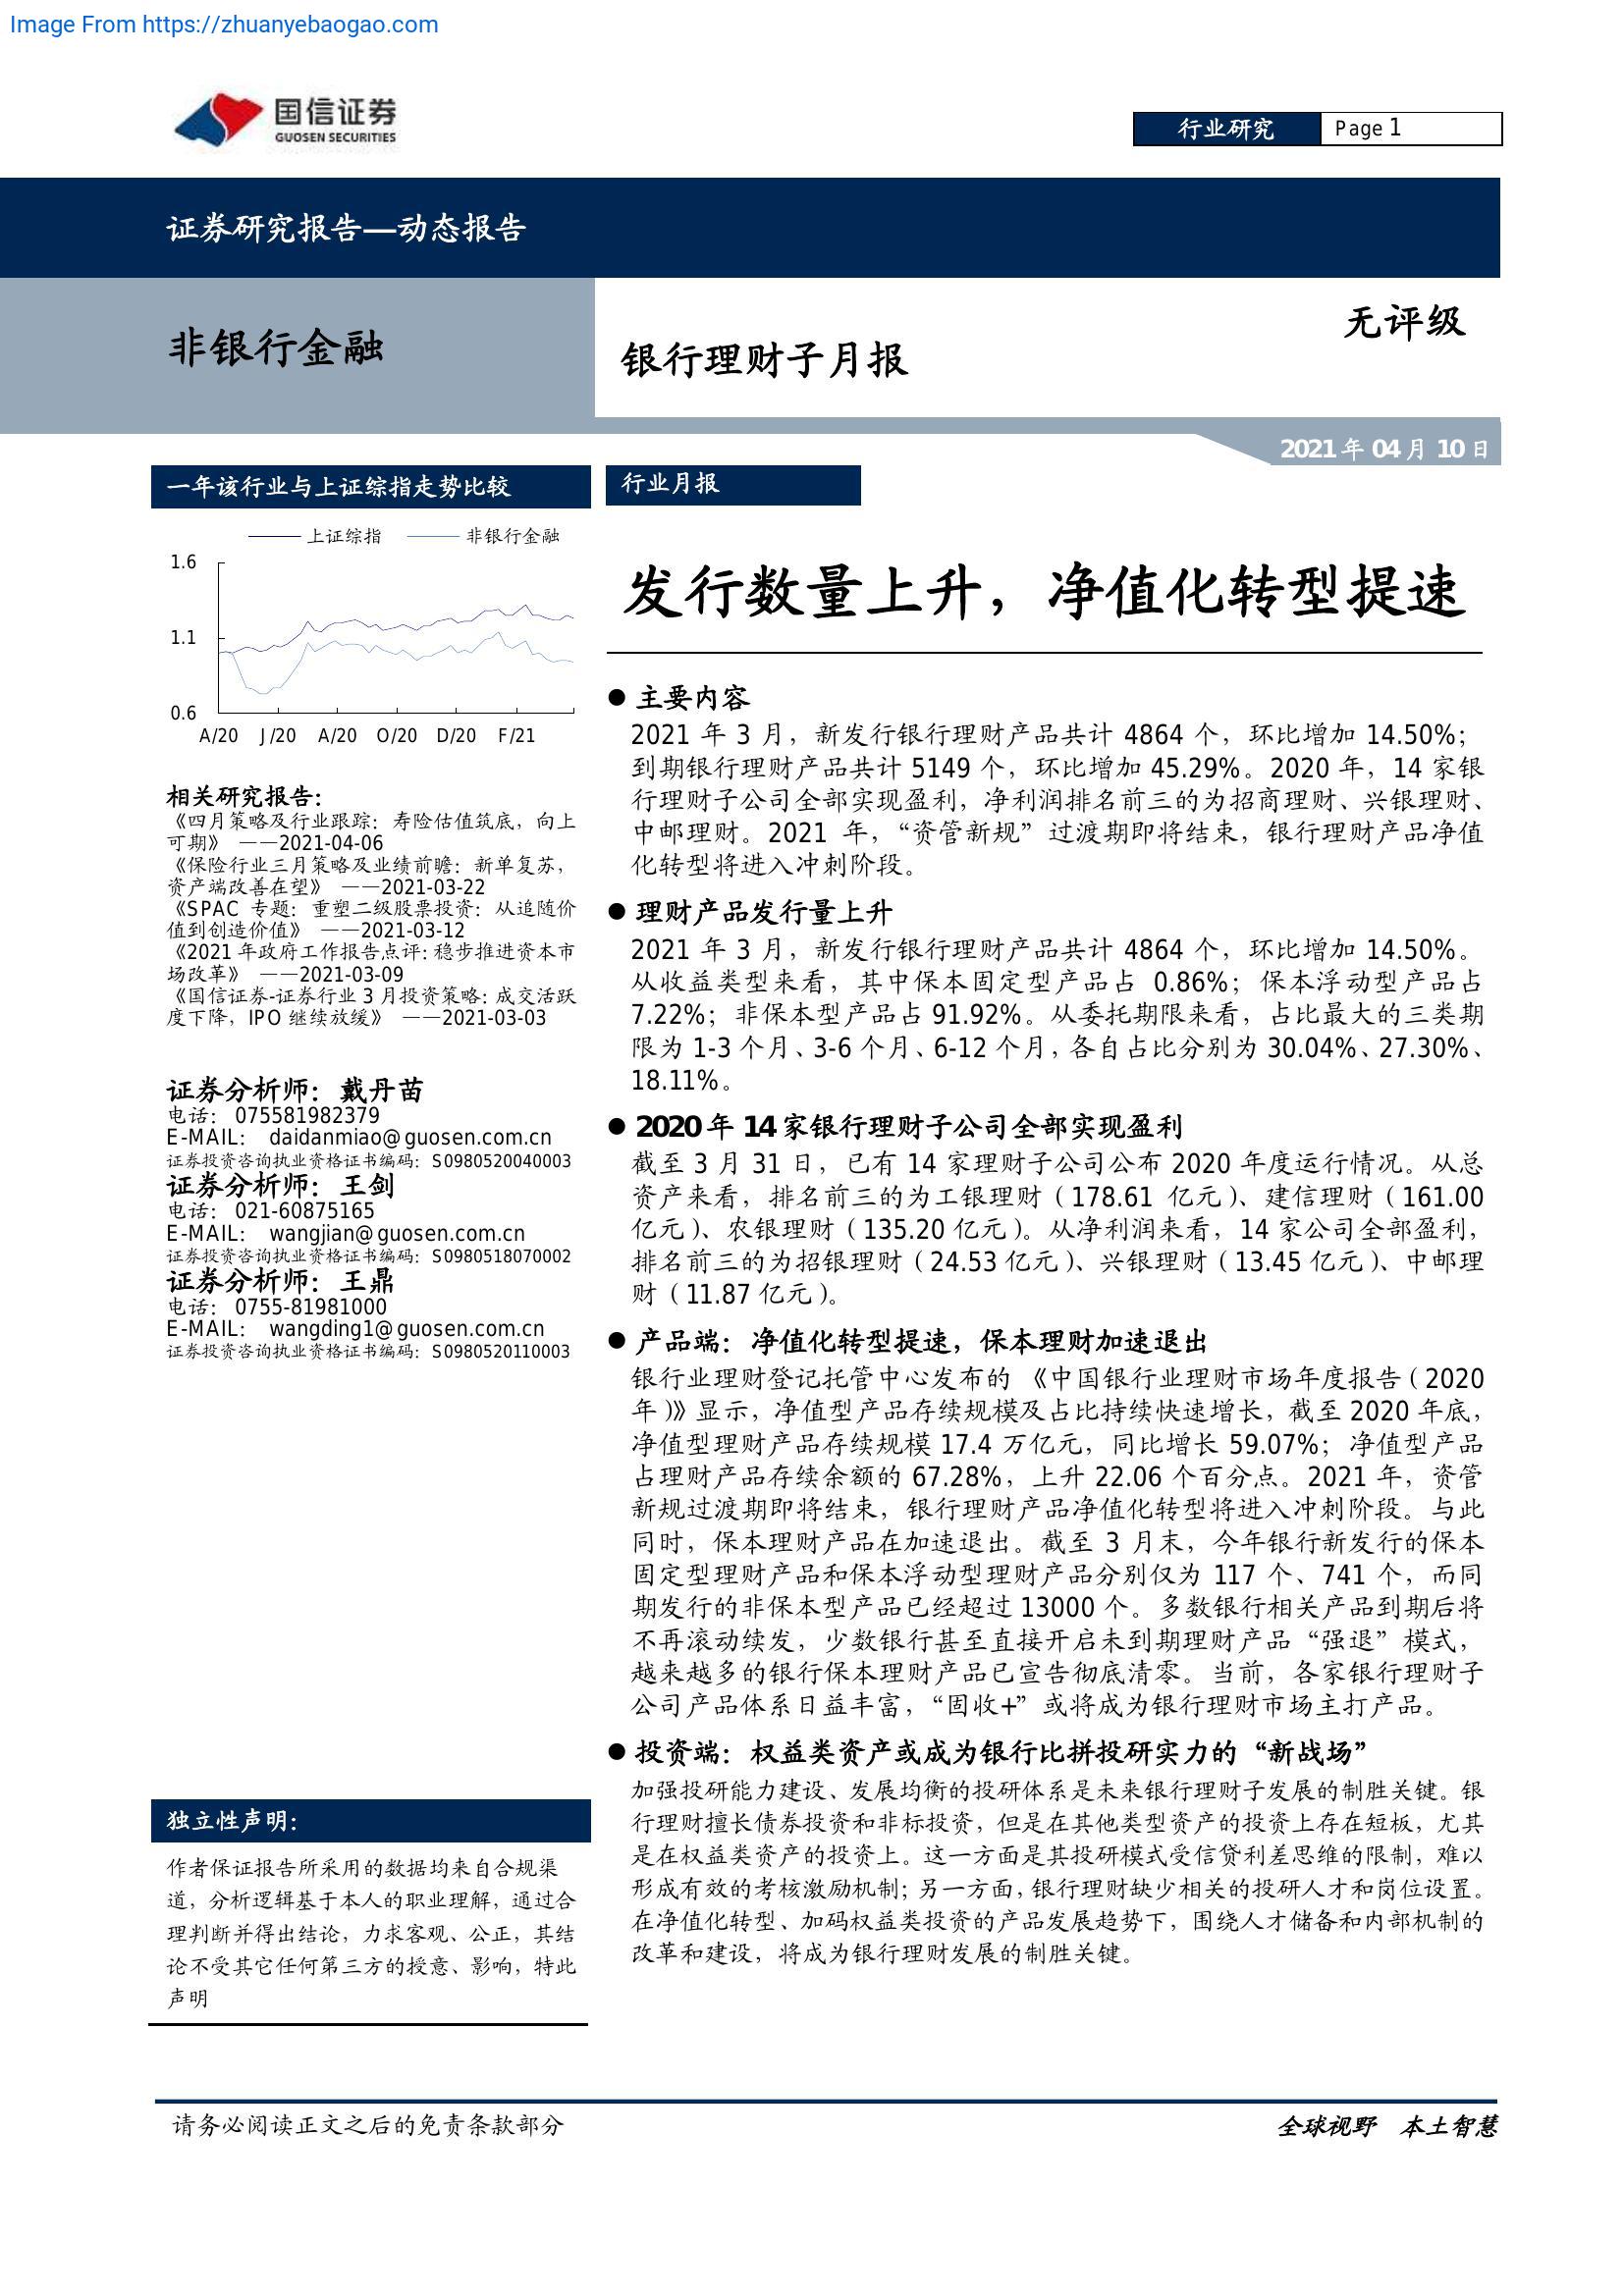 Image From https://zhuanyebaogao.com
国信证券
GUOSEN SECURITIES
行业研究
Page 1
证券研究报告—动态报告
非银行金融
银行理财子月报
无评级
2021 年 04 月 10 日
一年该行业与上证综指走势比较
上证综指
非银行金融
1.6
1.1
0.6
A/20 J/20 A/20 O/20 D/20 F/21
相关研究报告：
《四月策略及行业跟踪：寿险估值筑底，向上
可期》 ——2021-04-06
《保险行业三月策略及业绩前瞻：新单复苏，
资产端改善在望》 ——2021-03-22
《SPAC 专题：重塑二级股票投资：从追随价
值到创造价值》 ——2021-03-12
《2021 年政府工作报告点评：稳步推进资本市
场改革》 ——2021-03-09
《国信证券-证券行业 3 月投资策略：成交活跃
度下降，IPO 继续放缓》 ——2021-03-03
证券分析师：戴丹苗
电话： 075581982379
E-MAIL： daidanmiao@guosen.com.cn
证券投资咨询执业资格证书编码：S0980520040003
证券分析师：王剑
电话： 021-60875165
E-MAIL： wangjian@guosen.com.cn
证券投资咨询执业资格证书编码：S0980518070002
证券分析师：王鼎
电话： 0755-81981000
E-MAIL： wangding1@guosen.com.cn
证券投资咨询执业资格证书编码：S0980520110003
独立性声明：
作者保证报告所采用的数据均来自合规渠
道，分析逻辑基于本人的职业理解，通过合
理判断并得出结论，力求客观、公正，其结
论不受其它任何第三方的授意、影响，特此
声明
行业月报
发行数量上升，净值化转型提速
● 主要内容
2021 年 3 月，新发行银行理财产品共计 4864 个，环比增加 14.50%；
到期银行理财产品共计 5149 个，环比增加 45.29%。2020 年，14 家银
行理财子公司全部实现盈利，净利润排名前三的为招商理财、兴银理财、
中邮理财。2021 年，“资管新规”过渡期即将结束，银行理财产品净值
化转型将进入冲刺阶段。
● 理财产品发行量上升
2021 年 3 月，新发行银行理财产品共计 4864 个，环比增加 14.50%。
从收益类型来看，其中保本固定型产品占 0.86%；保本浮动型产品占
7.22%；非保本型产品占 91.92%。从委托期限来看，占比最大的三类期
限为 1-3 个月、3-6 个月、6-12 个月，各自占比分别为 30.04%、27.30%、
18.11%。
● 2020 年 14 家银行理财子公司全部实现盈利
截至 3 月 31 日，已有 14 家理财子公司公布 2020 年度运行情况。从总
资产来看，排名前三的为工银理财（178.61 亿元）、建信理财（161.00
亿元）、农银理财（135.20 亿元）。从净利润来看，14 家公司全部盈利，
排名前三的为招银理财（24.53 亿元）、兴银理财（13.45 亿元）、中邮理
财（11.87 亿元）。
● 产品端：净值化转型提速，保本理财加速退出
银行业理财登记托管中心发布的《中国银行业理财市场年度报告（2020
年）》显示，净值型产品存续规模及占比持续快速增长，截至 2020 年底，
净值型理财产品存续规模 17.4 万亿元，同比增长 59.07%；净值型产品
占理财产品存续余额的 67.28%，上升 22.06 个百分点。2021 年，资管
新规过渡期即将结束，银行理财产品净值化转型将进入冲刺阶段。与此
同时，保本理财产品在加速退出。截至 3 月末，今年银行新发行的保本
固定型理财产品和保本浮动型理财产品分别仅为 117 个、741 个，而同
期发行的非保本型产品已经超过 13000 个。多数银行相关产品到期后将
不再滚动续发，少数银行甚至直接开启未到期理财产品“强退”模式，
越来越多的银行保本理财产品已宣告彻底清零。当前，各家银行理财子
公司产品体系日益丰富，“固收+”或将成为银行理财市场主打产品。
● 投资端：权益类资产或成为银行比拼投研实力的“新战场”
加强投研能力建设、发展均衡的投研体系是未来银行理财子发展的制胜关键。银
行理财擅长债券投资和非标投资，但是在其他类型资产的投资上存在短板，尤其
是在权益类资产的投资上。这一方面是其投研模式受信贷利差思维的限制，难以
形成有效的考核激励机制；另一方面，银行理财缺少相关的投研人才和岗位设置。
在净值化转型、加码权益类投资的产品发展趋势下，围绕人才储备和内部机制的
改革和建设，将成为银行理财发展的制胜关键。
请务必阅读正文之后的免责条款部分
全球视野 本土智慧